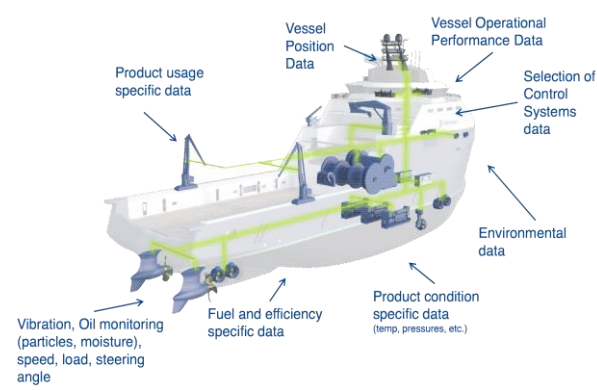 Vessel
Position
Data
Vessel Operational
Performance Data
Product usage
specific data
Selection of
Control
Systems
data
Environmental
data
Product condition
specific data
(temp, pressures, etc.)
Fuel and efficiency
specific data
Vibration, Oil monitoring
(particles, moisture),
speed, load, steering
angle